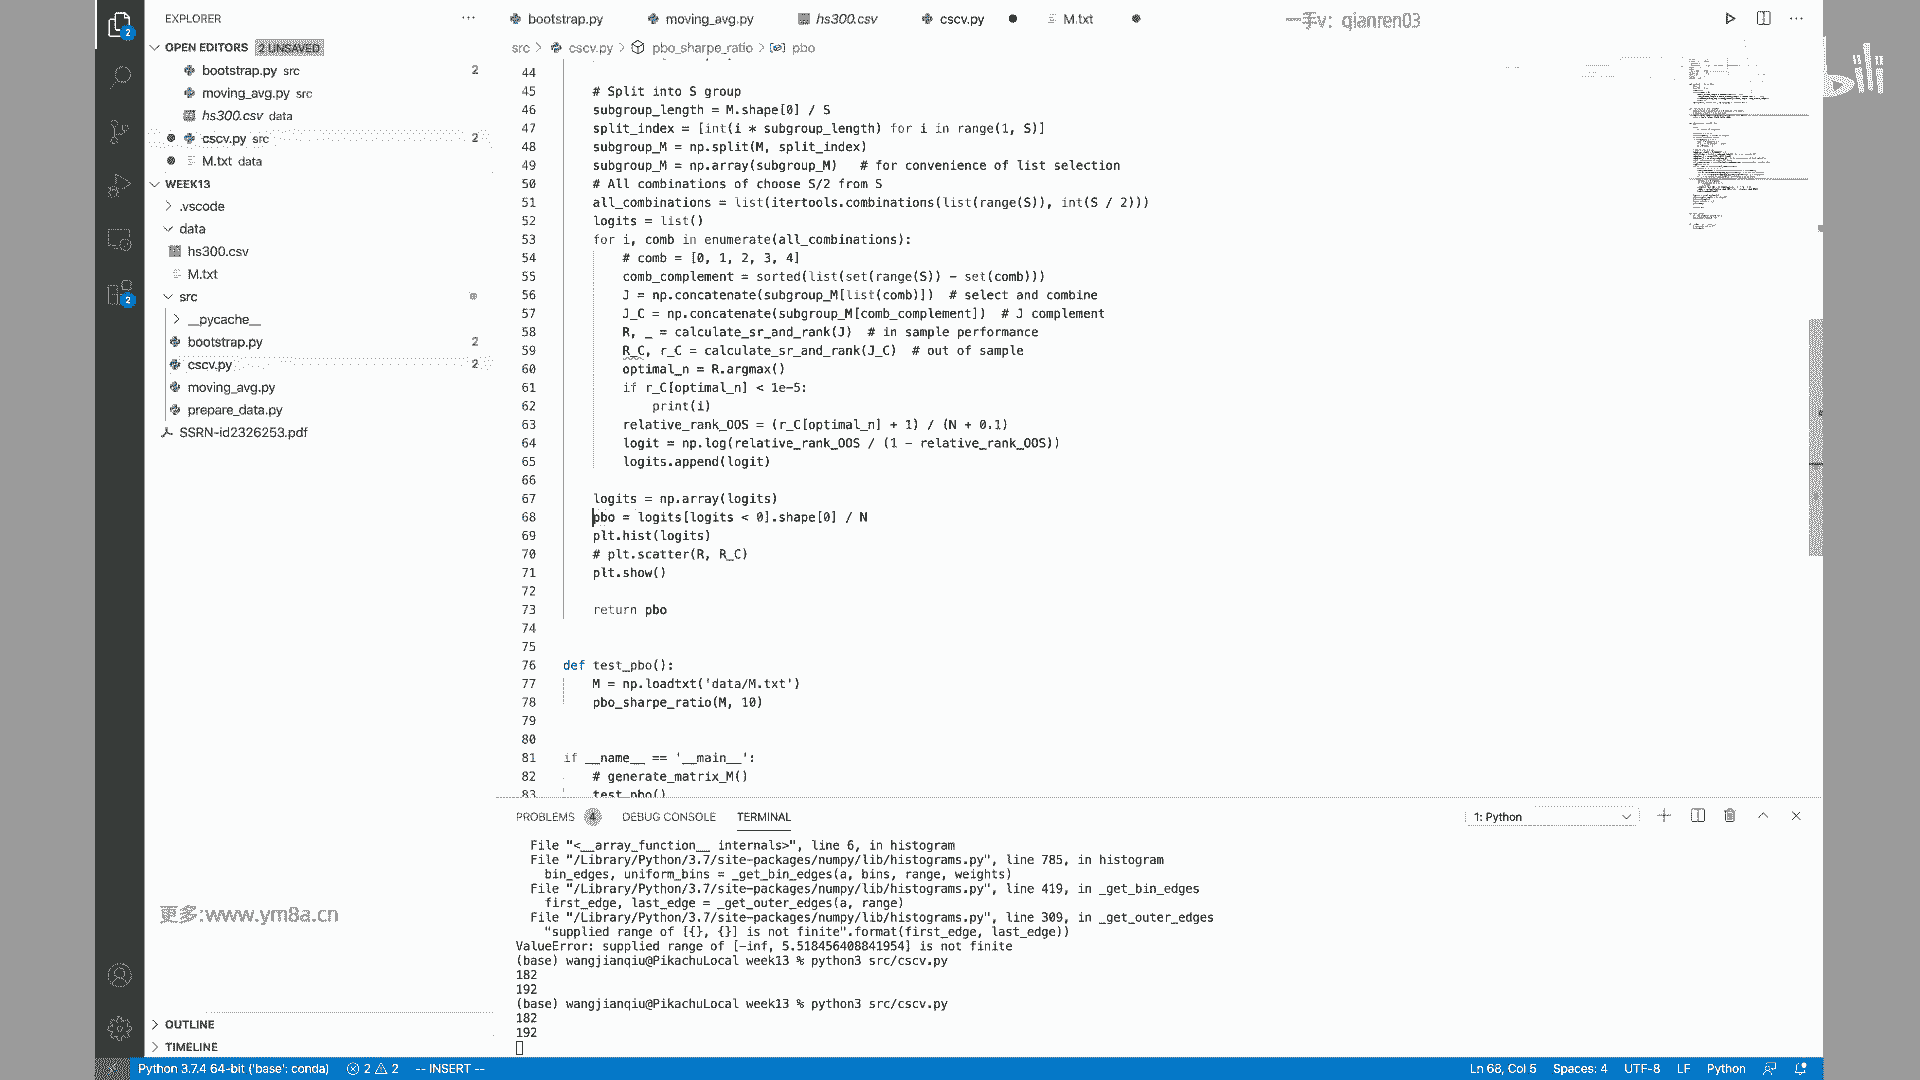 EXPLORER
OPEN EDITORS 2 UNSAVED
bootstrap.py src 2
moving_avg.py src
hs300.csv data
cscv.py src 2
M.txt data
WEEK13
.vscode
data
hs300.csv
M.txt
src
__pycache__
bootstrap.py 2
cscv.py 2
moving_avg.py
prepare_data.py
SSRN-id2326253.pdf
更多:www.ym8a.cn
OUTLINE
TIMELINE
bootstrap.py moving_avg.py hs300.csv cscv.py M.txt
一手v: qianren03
bili
src > cscv.py > pbo_sharpe_ratio > pbo
44
45 # Split into S group
46 subgroup_length = M.shape[0] / S
47 split_index = [int(i * subgroup_length) for i in range(1, S)]
48 subgroup_M = np.split(M, split_index)
49 subgroup_M = np.array(subgroup_M) # for convenience of list selection
50 # All combinations of choose S/2 from S
51 all_combinations = list(itertools.combinations(list(range(S)), int(S / 2)))
52 logits = list()
53 for i, comb in enumerate(all_combinations):
54 # comb = [0, 1, 2, 3, 4]
55 comb_complement = sorted(list(set(range(S)) - set(comb)))
56 J = np.concatenate(subgroup_M[list(comb)]) # select and combine
57 J_C = np.concatenate(subgroup_M[comb_complement]) # J complement
58 R, _ = calculate_sr_and_rank(J) # in sample performance
59 R_C, r_C = calculate_sr_and_rank(J_C) # out of sample
60 optimal_n = R.argmax()
61 if r_C[optimal_n] < 1e-5:
62 print(i)
63 relative_rank_OOS = (r_C[optimal_n] + 1) / (N + 0.1)
64 logit = np.log(relative_rank_OOS / (1 - relative_rank_OOS))
65 logits.append(logit)
66
67 logits = np.array(logits)
68 pbo = logits[logits < 0].shape[0] / N
69 plt.hist(logits)
70 # plt.scatter(R, R_C)
71 plt.show()
72
73 return pbo
74
75
76 def test_pbo():
77 M = np.loadtxt('data/M.txt')
78 pbo_sharpe_ratio(M, 10)
79
80
81 if __name__ == '__main__':
82 # generate_matrix_M()
83 test_pbo()
PROBLEMS 4 DEBUG CONSOLE TERMINAL 1: Python
File "<__array_function__ internals>", line 6, in histogram
File "/Library/Python/3.7/site-packages/numpy/lib/histograms.py", line 785, in histogram
bin_edges, uniform_bins = _get_bin_edges(a, bins, range, weights)
File "/Library/Python/3.7/site-packages/numpy/lib/histograms.py", line 419, in _get_bin_edges
first_edge, last_edge = _get_outer_edges(a, range)
File "/Library/Python/3.7/site-packages/numpy/lib/histograms.py", line 309, in _get_outer_edges
"supplied range of [{}, {}] is not finite".format(first_edge, last_edge))
ValueError: supplied range of [-inf, 5.518456408841954] is not finite
(base) wangjianqiu@PikachuLocal week13 % python3 src/cscv.py
182
192
(base) wangjianqiu@PikachuLocal week13 % python3 src/cscv.py
182
192
Python 3.7.4 64-bit ('base': conda) 2 2 -- INSERT -- Ln 68, Col 5 Spaces: 4 UTF-8 LF Python